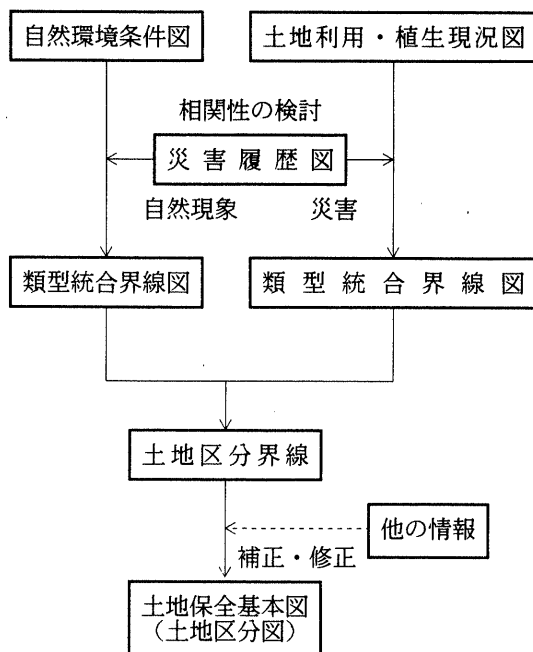 自然環境条件図
土地利用・植生現況図
相関性の検討
災害履歴図
自然現象
災害
類型統合界線図
類型統合界線図
土地区分界線
他の情報
補正・修正
土地保全基本図
（土地区分図）